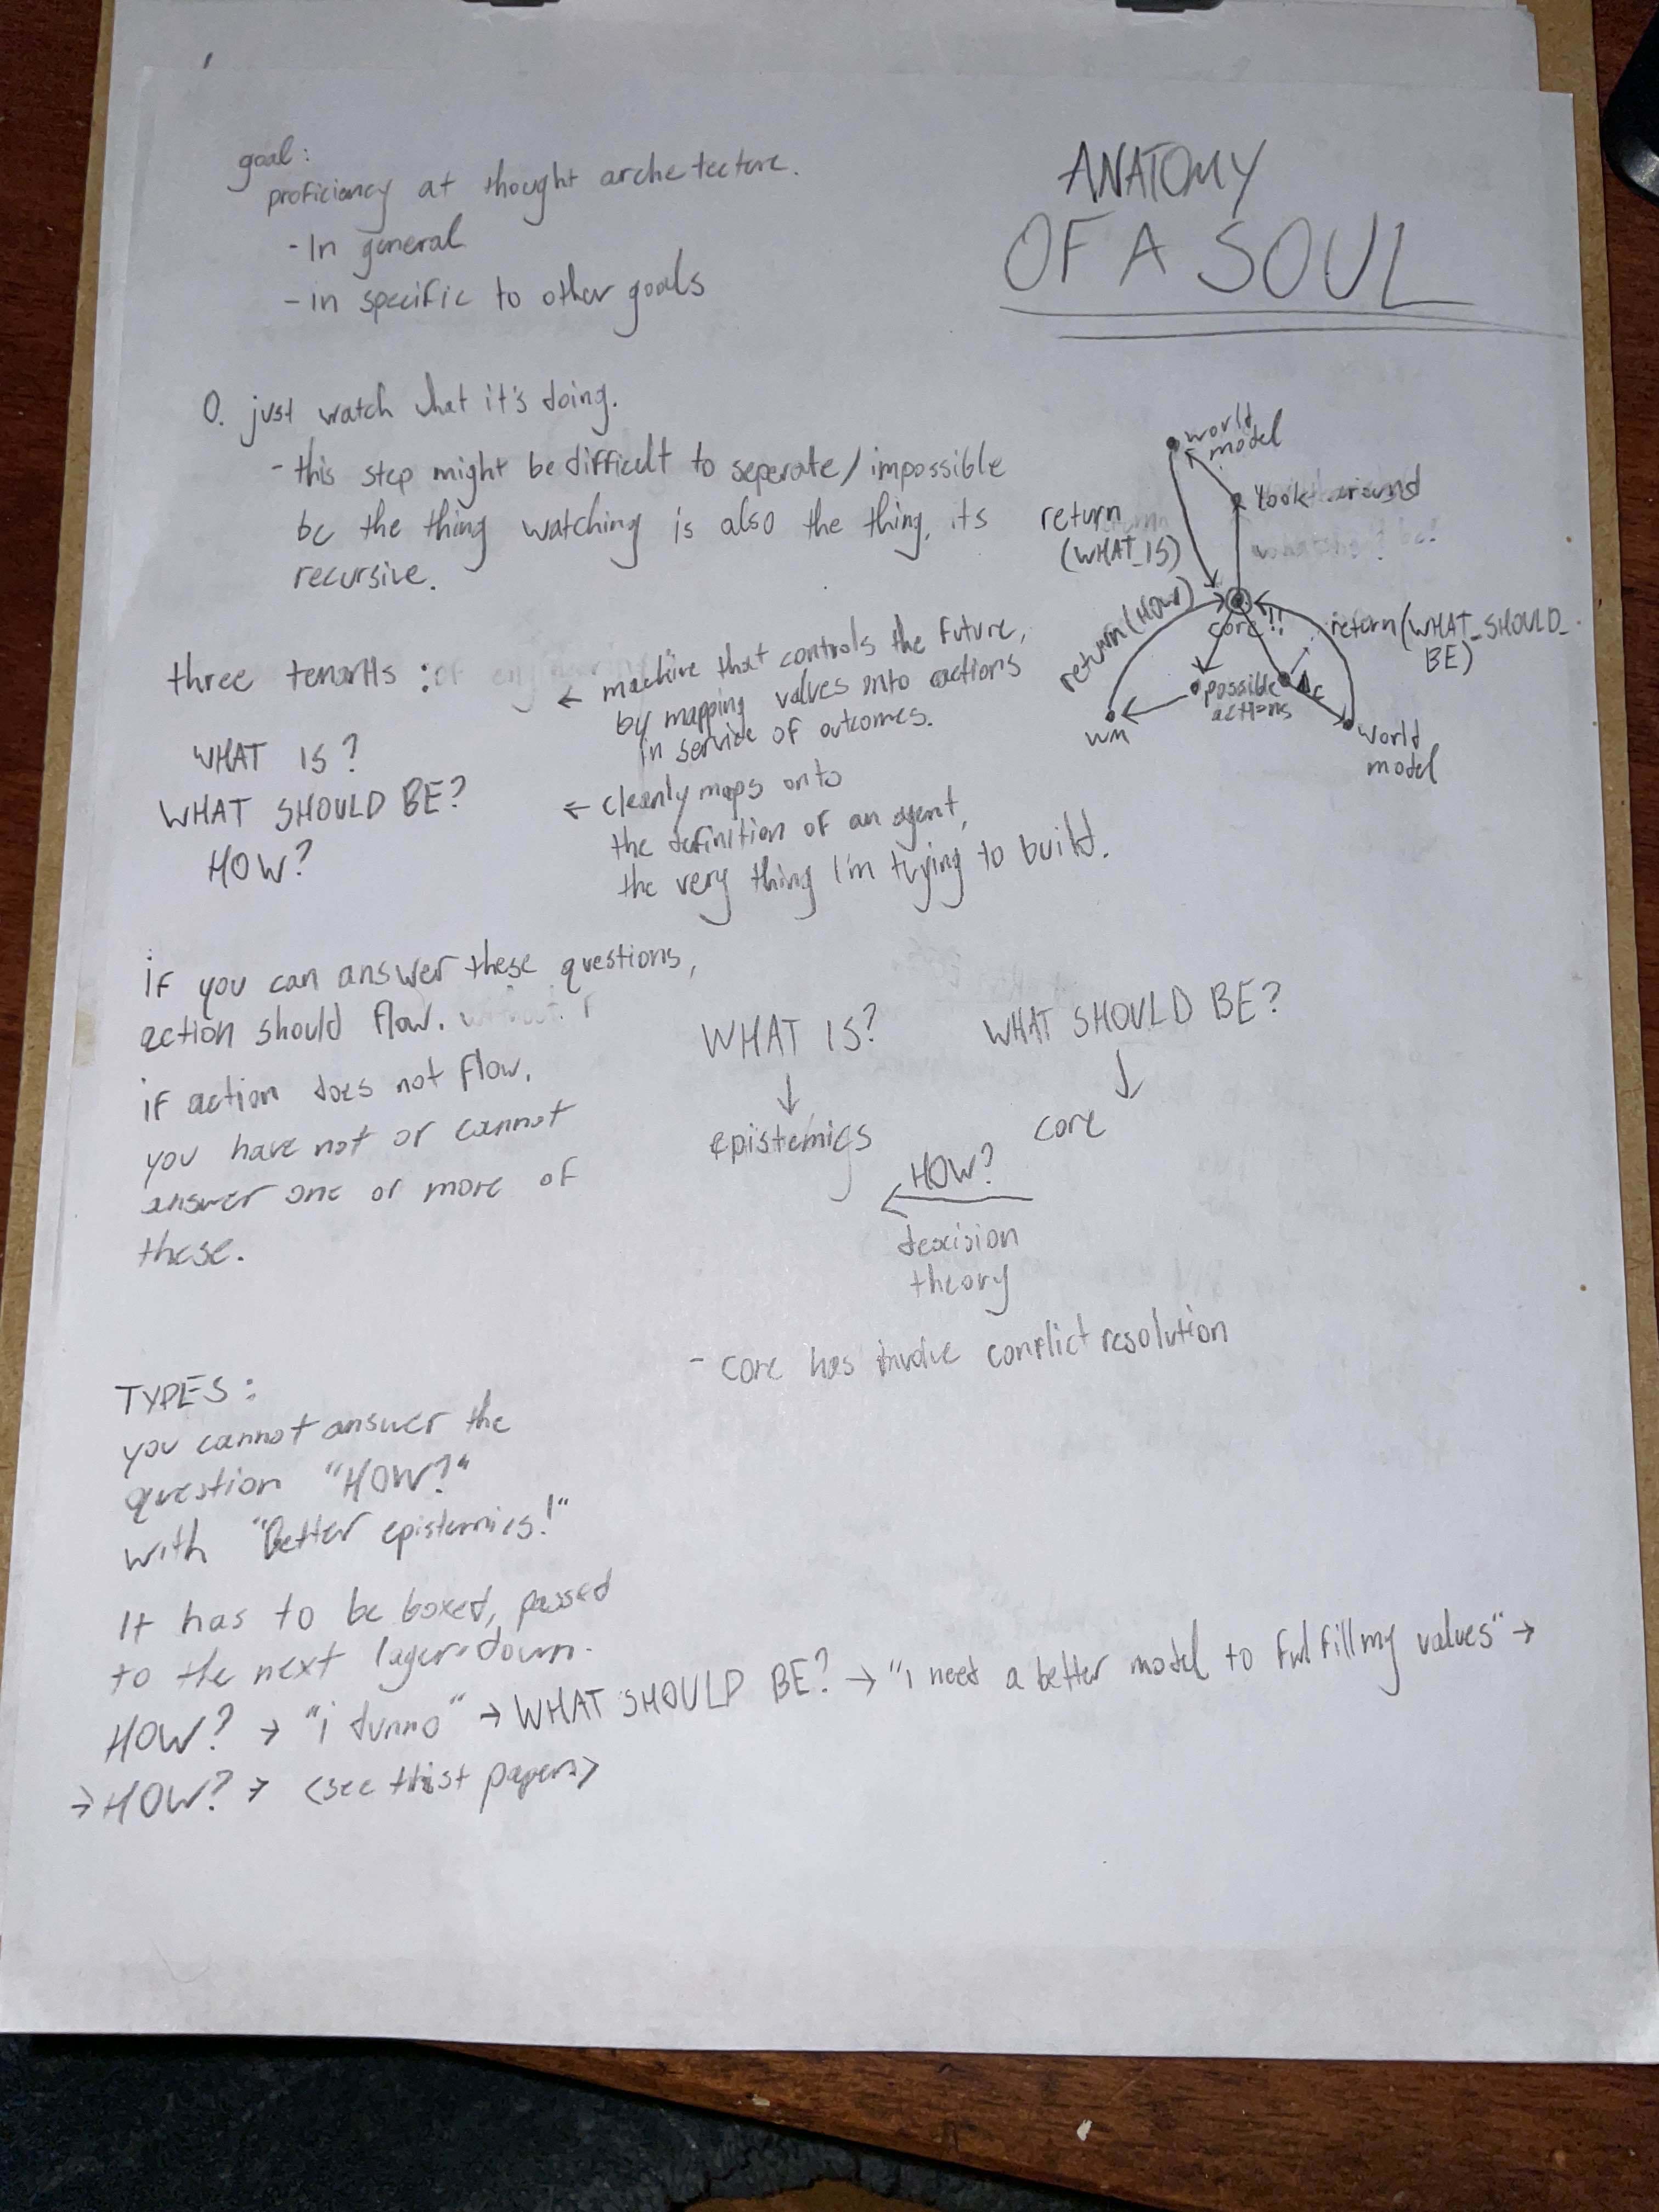 ANATOMY
OF A SOUL
goal:
proficiency at thought archetecture.
- In general
- in specific to other goals
0. just watch what it's doing.
- this step might be difficult to seperate/impossible
bc the thing watching is also the thing, its
recursive.
world
model
look around
return
(WHAT_IS)
return(HOW)
core!!
return(WHAT_SHOULD_
BE)
possible
actions
wm
world
model
three tenants:
WHAT IS?
WHAT SHOULD BE?
HOW?
← machine that controls the future,
by mapping values onto actions
in service of outcomes.
← cleanly maps onto
the definition of an agent,
the very thing I'm trying to build.
if you can answer these questions,
action should flow.
if action does not flow,
you have not or cannot
answer one or more of
these.
WHAT IS?
↓
epistemics
WHAT SHOULD BE?
↓
core
HOW?
←
descision
theory
- core has involve conflict resolution
TYPES:
you cannot answer the
question "HOW?"
with "Better epistemics!"
It has to be boxed, passed
to the next layer down.
HOW? → "i dunno" → WHAT SHOULD BE? → "i need a better model to fulfill my values" →
→ HOW? → (see papers)